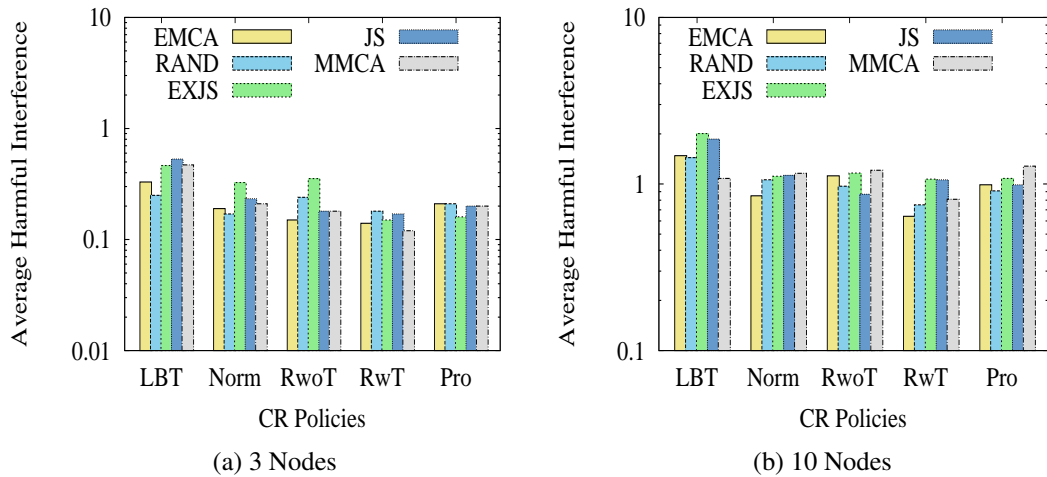 Average Harmful Interference
10
1
0.1
0.01
EMCA
RAND
EXJS
JS
MMCA
LBT Norm RwoT RwT Pro
CR Policies
(a) 3 Nodes
Average Harmful Interference
10
1
0.1
EMCA
RAND
EXJS
JS
MMCA
LBT Norm RwoT RwT Pro
CR Policies
(b) 10 Nodes